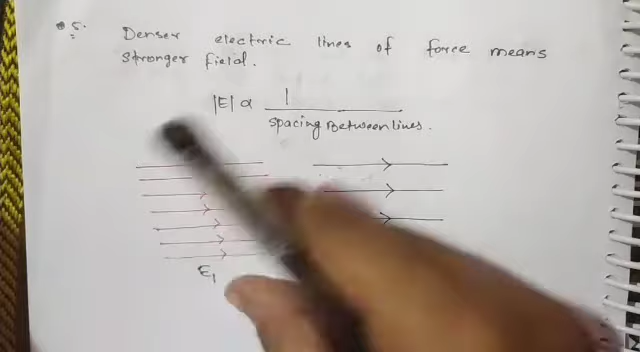 5.
Denser electric lines of force means
stronger field.
|E| α 1
spacing Between lines.
E1